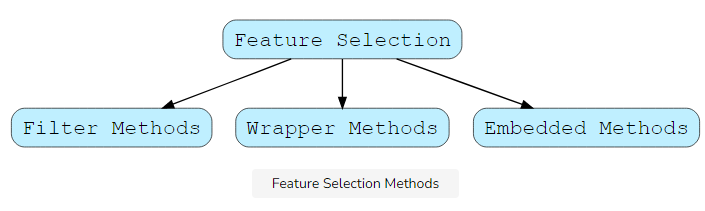 Feature Selection
Filter Methods
Wrapper Methods
Embedded Methods
Feature Selection Methods